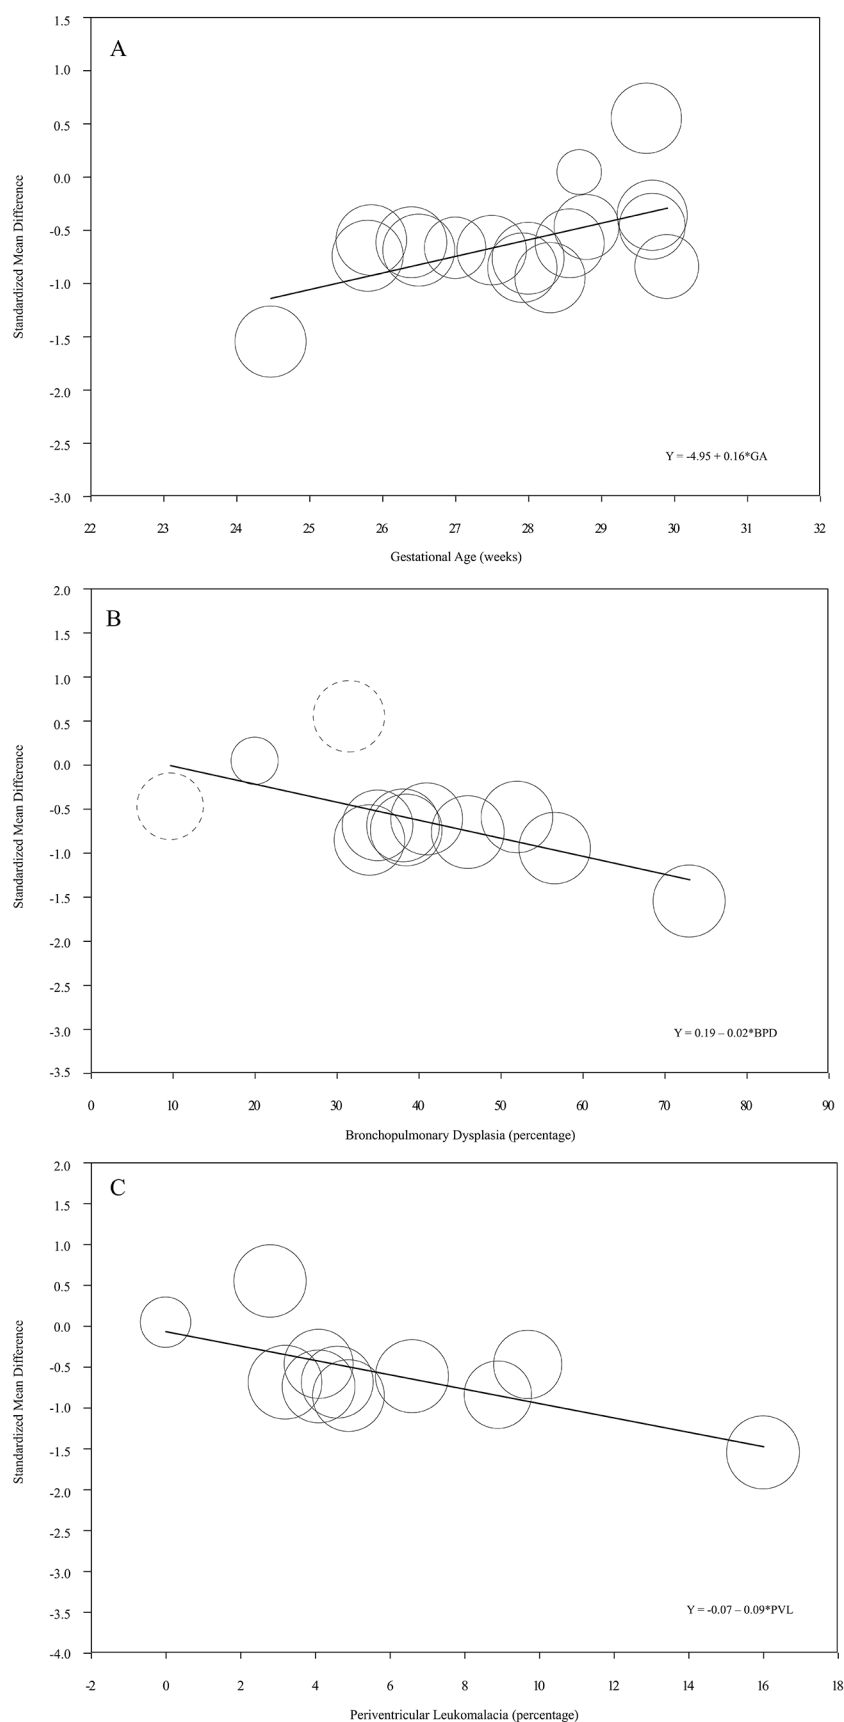 A
1.5
1.0
0.5
0.0
-0.5
-1.0
-1.5
-2.0
-2.5
-3.0
Standardized Mean Difference
Y = -4.95 + 0.16*GA
22 23 24 25 26 27 28 29 30 31 32
Gestational Age (weeks)
B
2.0
1.5
1.0
0.5
0.0
-0.5
-1.0
-1.5
-2.0
-2.5
-3.0
-3.5
Standardized Mean Difference
Y = 0.19 – 0.02*BPD
0 10 20 30 40 50 60 70 80 90
Bronchopulmonary Dysplasia (percentage)
C
2.0
1.5
1.0
0.5
0.0
-0.5
-1.0
-1.5
-2.0
-2.5
-3.0
-3.5
-4.0
Standardized Mean Difference
Y = -0.07 – 0.09*PVL
-2 0 2 4 6 8 10 12 14 16 18
Periventricular Leukomalacia (percentage)